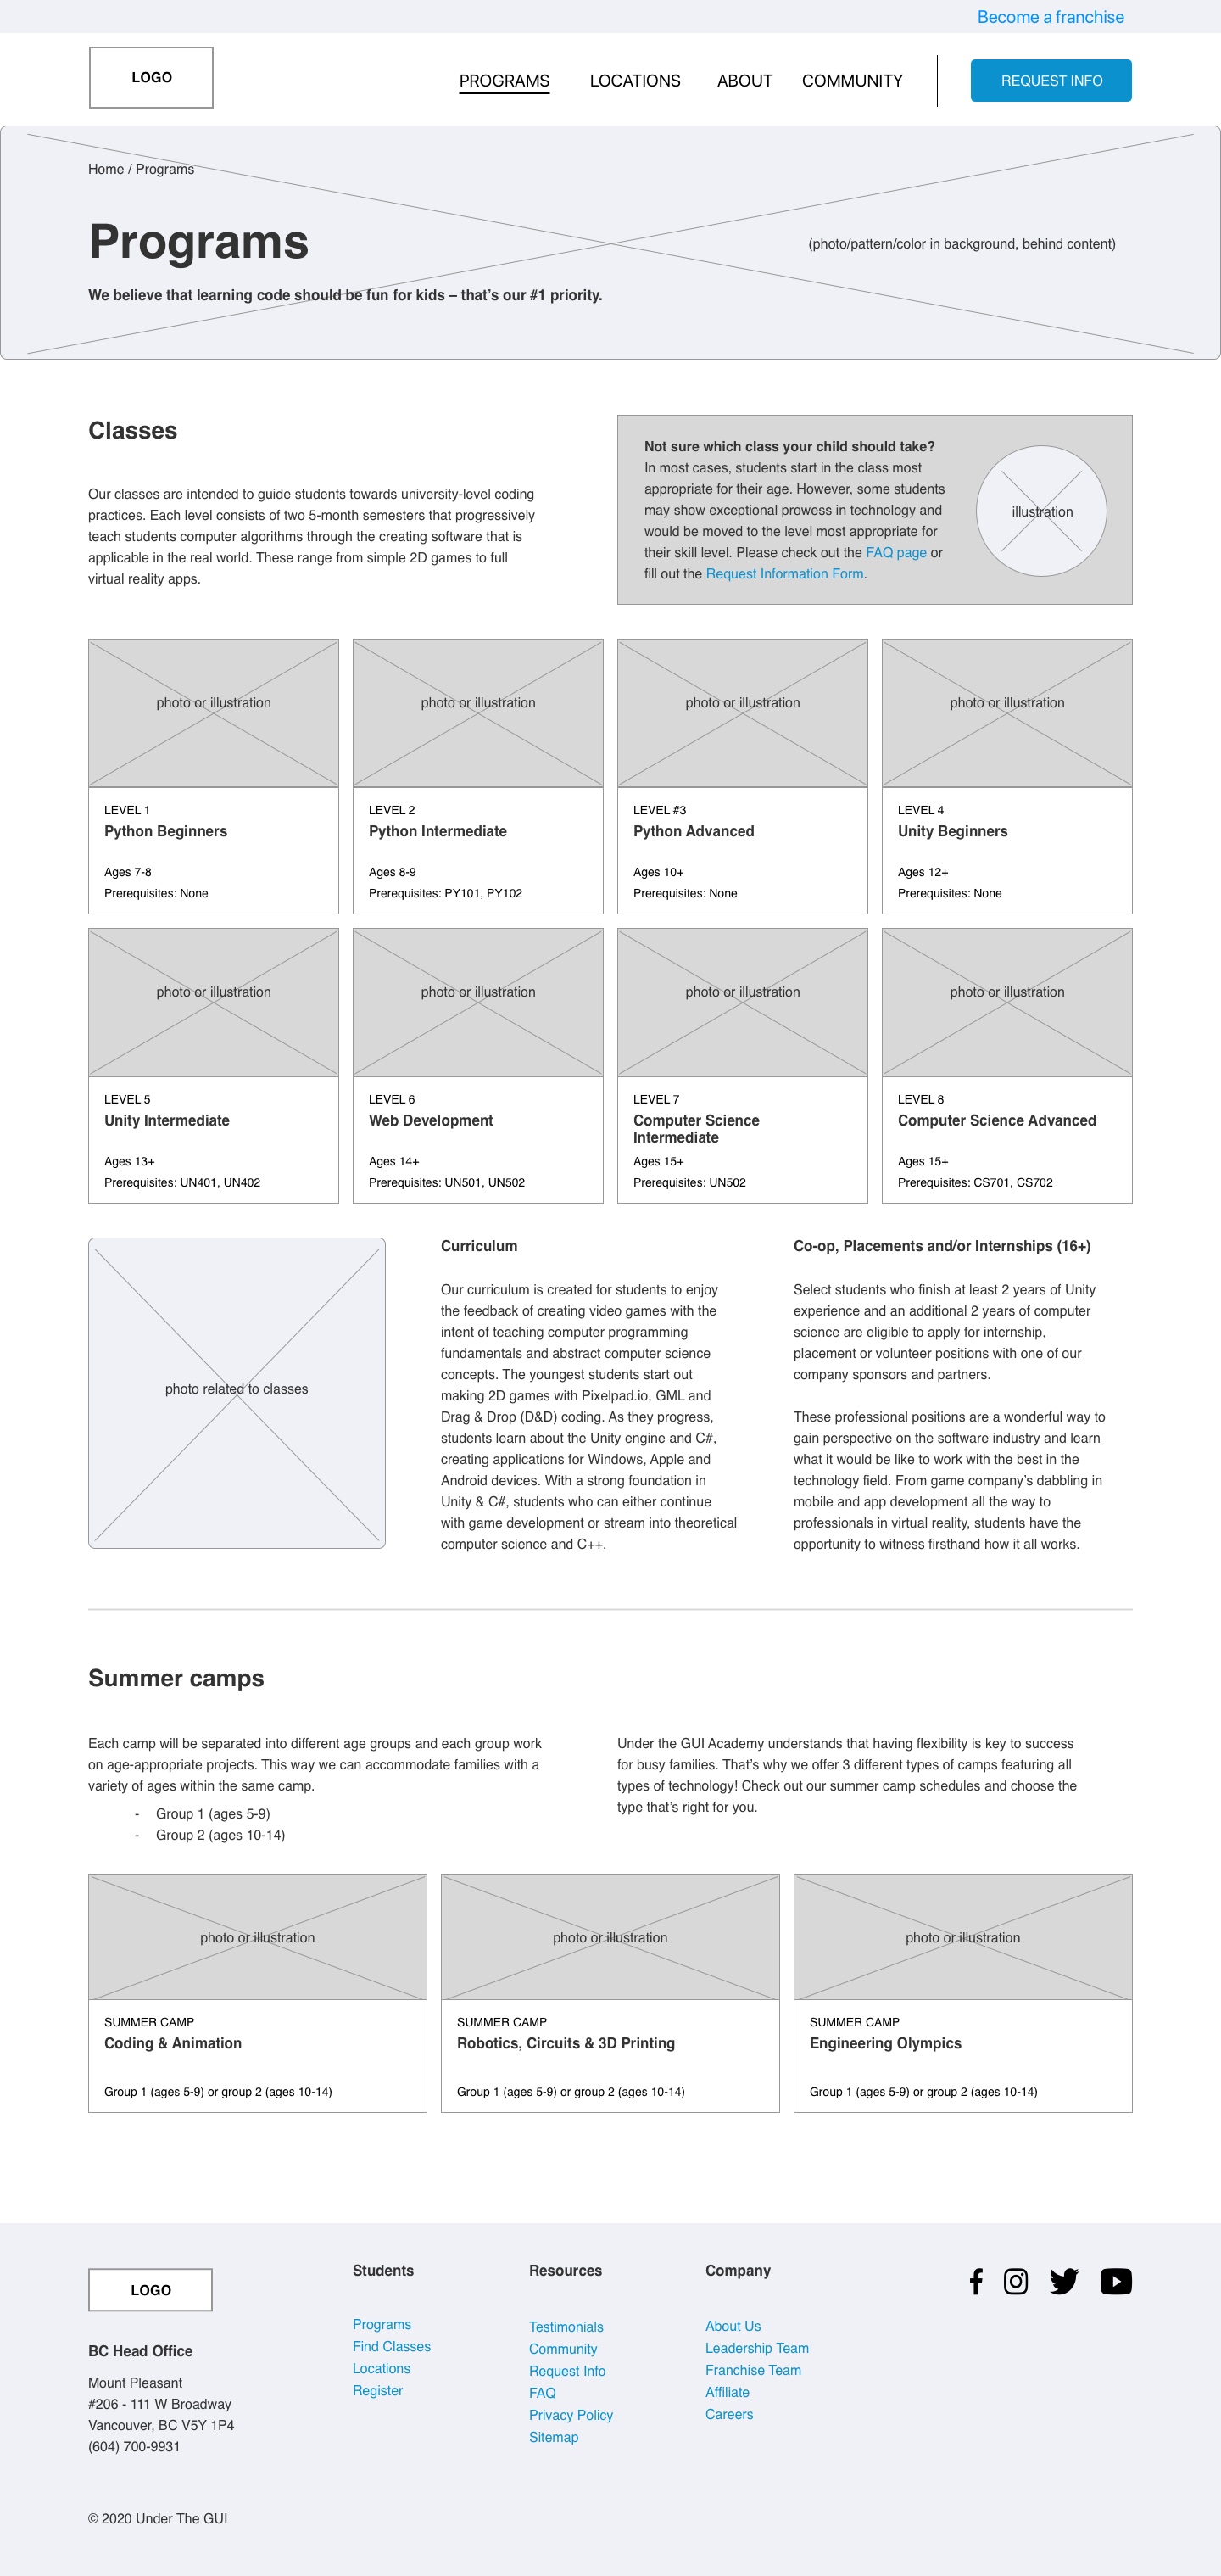 Become a franchise
LOGO
PROGRAMS LOCATIONS ABOUT COMMUNITY REQUEST INFO
Home / Programs
Programs
(photo/pattern/color in background, behind content)
We believe that learning code should be fun for kids – that’s our #1 priority.
Classes
Our classes are intended to guide students towards university-level coding
practices. Each level consists of two 5-month semesters that progressively
teach students computer algorithms through the creating software that is
applicable in the real world. These range from simple 2D games to full
virtual reality apps.
Not sure which class your child should take?
In most cases, students start in the class most
appropriate for their age. However, some students
may show exceptional prowess in technology and
would be moved to the level most appropriate for
their skill level. Please check out the FAQ page or
fill out the Request Information Form.
illustration
photo or illustration
LEVEL 1
Python Beginners
Ages 7-8
Prerequisites: None
photo or illustration
LEVEL 2
Python Intermediate
Ages 8-9
Prerequisites: PY101, PY102
photo or illustration
LEVEL #3
Python Advanced
Ages 10+
Prerequisites: None
photo or illustration
LEVEL 4
Unity Beginners
Ages 12+
Prerequisites: None
photo or illustration
LEVEL 5
Unity Intermediate
Ages 13+
Prerequisites: UN401, UN402
photo or illustration
LEVEL 6
Web Development
Ages 14+
Prerequisites: UN501, UN502
photo or illustration
LEVEL 7
Computer Science
Intermediate
Ages 15+
Prerequisites: UN502
photo or illustration
LEVEL 8
Computer Science Advanced
Ages 15+
Prerequisites: CS701, CS702
photo related to classes
Curriculum
Our curriculum is created for students to enjoy
the feedback of creating video games with the
intent of teaching computer programming
fundamentals and abstract computer science
concepts. The youngest students start out
making 2D games with Pixelpad.io, GML and
Drag & Drop (D&D) coding. As they progress,
students learn about the Unity engine and C#,
creating applications for Windows, Apple and
Android devices. With a strong foundation in
Unity & C#, students who can either continue
with game development or stream into theoretical
computer science and C++.
Co-op, Placements and/or Internships (16+)
Select students who finish at least 2 years of Unity
experience and an additional 2 years of computer
science are eligible to apply for internship,
placement or volunteer positions with one of our
company sponsors and partners.
These professional positions are a wonderful way to
gain perspective on the software industry and learn
what it would be like to work with the best in the
technology field. From game company’s dabbling in
mobile and app development all the way to
professionals in virtual reality, students have the
opportunity to witness firsthand how it all works.
Summer camps
Each camp will be separated into different age groups and each group work
on age-appropriate projects. This way we can accommodate families with a
variety of ages within the same camp.
- Group 1 (ages 5-9)
- Group 2 (ages 10-14)
Under the GUI Academy understands that having flexibility is key to success
for busy families. That’s why we offer 3 different types of camps featuring all
types of technology! Check out our summer camp schedules and choose the
type that’s right for you.
photo or illustration
SUMMER CAMP
Coding & Animation
Group 1 (ages 5-9) or group 2 (ages 10-14)
photo or illustration
SUMMER CAMP
Robotics, Circuits & 3D Printing
Group 1 (ages 5-9) or group 2 (ages 10-14)
photo or illustration
SUMMER CAMP
Engineering Olympics
Group 1 (ages 5-9) or group 2 (ages 10-14)
LOGO
BC Head Office
Mount Pleasant
#206 - 111 W Broadway
Vancouver, BC V5Y 1P4
(604) 700-9931
Students
Programs
Find Classes
Locations
Register
Resources
Testimonials
Community
Request Info
FAQ
Privacy Policy
Sitemap
Company
About Us
Leadership Team
Franchise Team
Affiliate
Careers
© 2020 Under The GUI